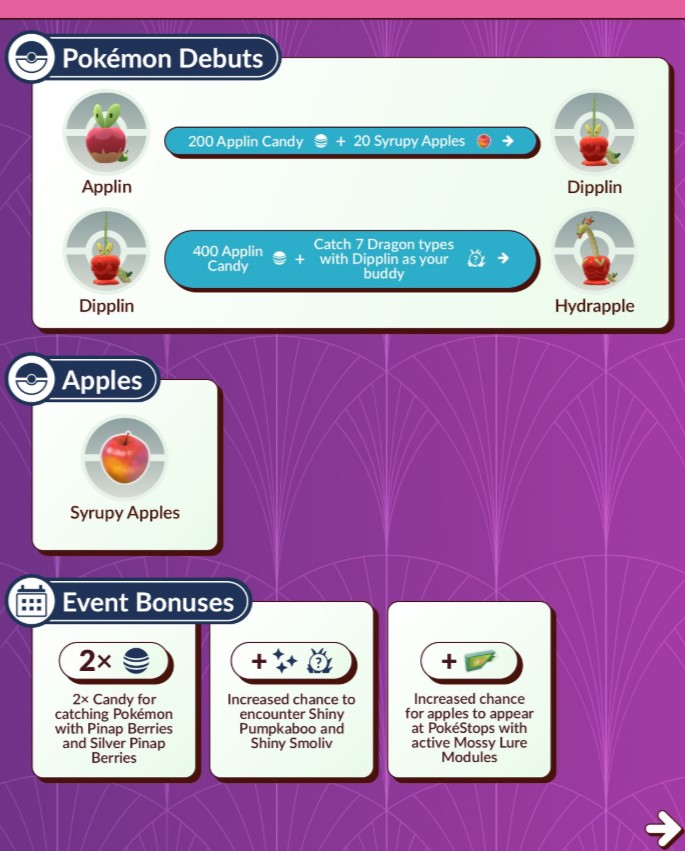 Pokémon Debuts
200 Applin Candy + 20 Syrupy Apples
Applin
Dipplin
400 Applin
Candy
+
Catch 7 Dragon types
with Dipplin as your
buddy
Dipplin
Hydrapple
Apples
Syrupy Apples
Event Bonuses
2×
2× Candy for
catching Pokémon
with Pinap Berries
and Silver Pinap
Berries
+
Increased chance to
encounter Shiny
Pumpkaboo and
Shiny Smoliv
+
Increased chance
for apples to appear
at PokéStops with
active Mossy Lure
Modules